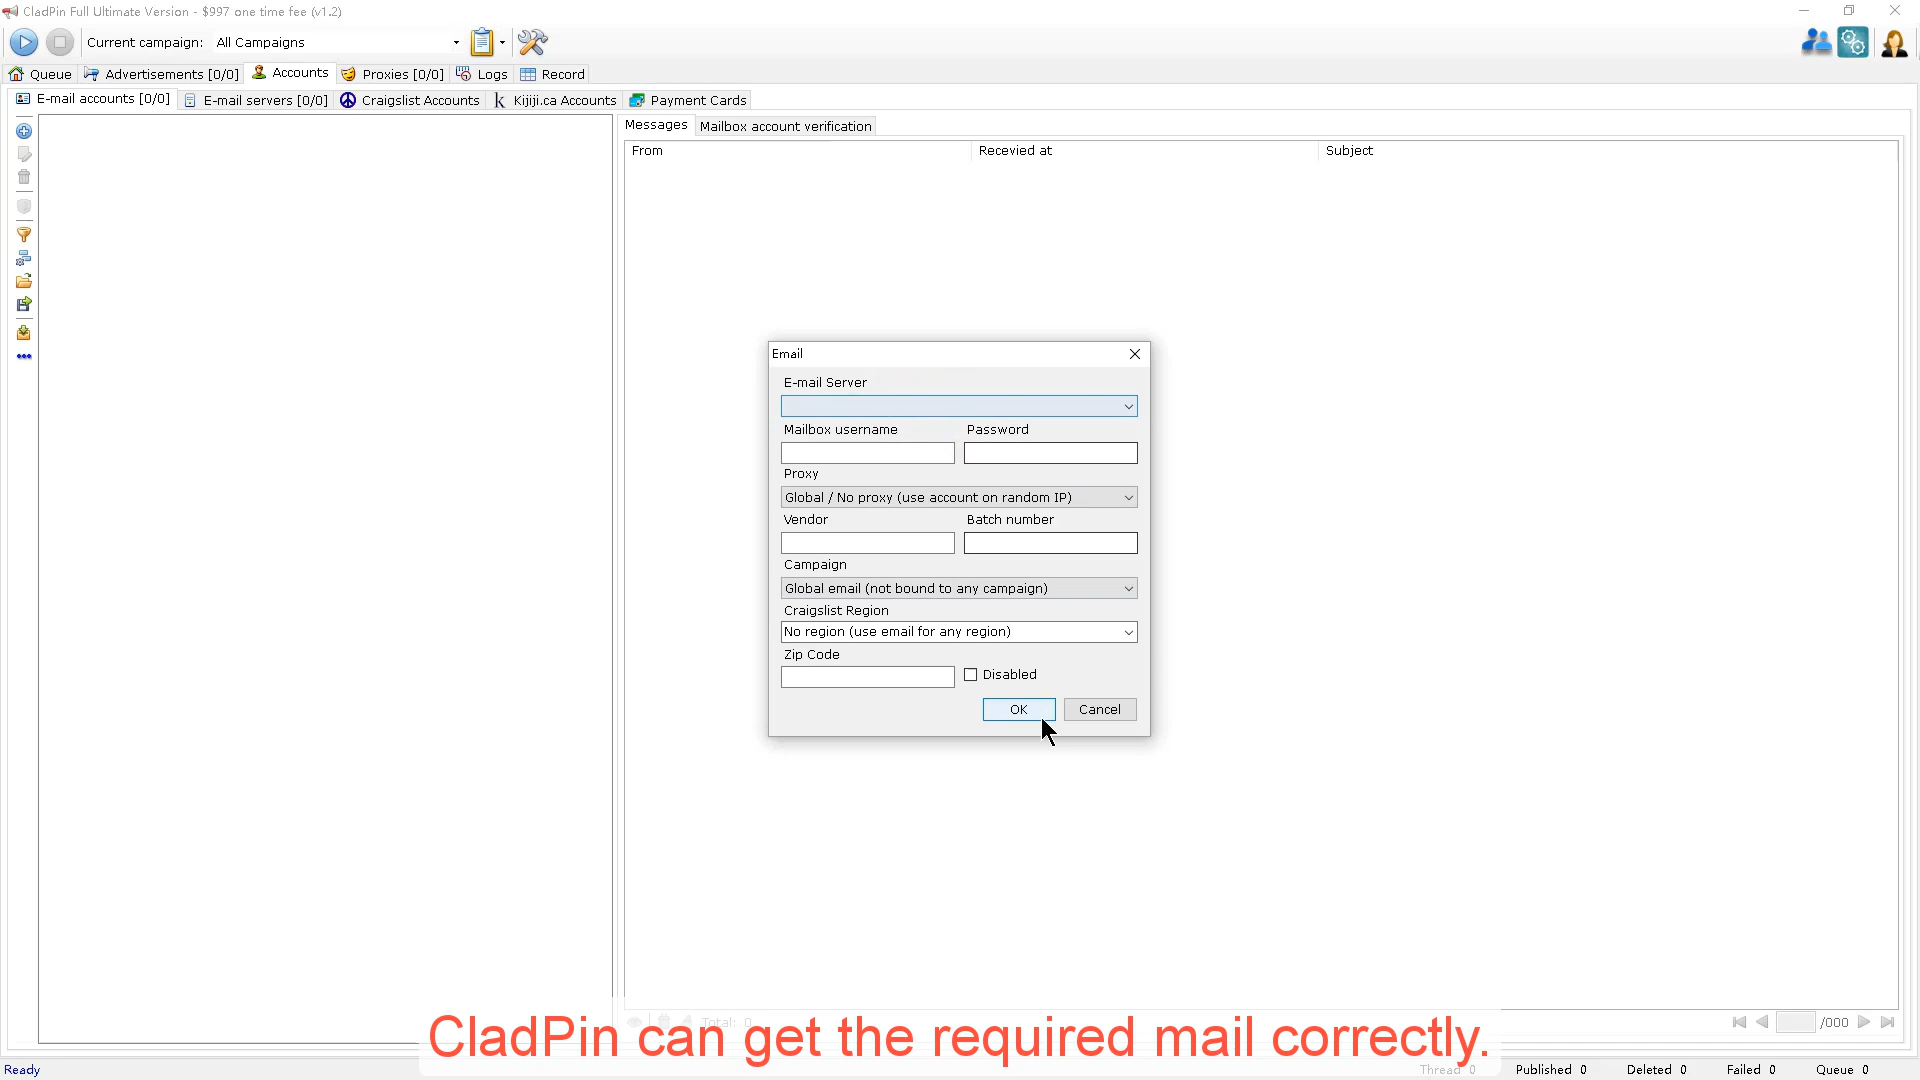 CladPin Full Ultimate Version - $997 one time fee (v1.2)
Current campaign: All Campaigns
Queue Advertisements [0/0] Accounts Proxies [0/0] Logs Record
E-mail accounts [0/0] E-mail servers [0/0] Craigslist Accounts Kijiji.ca Accounts Payment Cards
Messages Mailbox account verification
From Recevied at Subject
Email
E-mail Server
Mailbox username Password
Proxy
Global / No proxy (use account on random IP)
Vendor Batch number
Campaign
Global email (not bound to any campaign)
Craigslist Region
No region (use email for any region)
Zip Code
Disabled
OK Cancel
Total: 0
/000
CladPin can get the required mail correctly.
Ready Thread 0 Published 0 Deleted 0 Failed 0 Queue 0